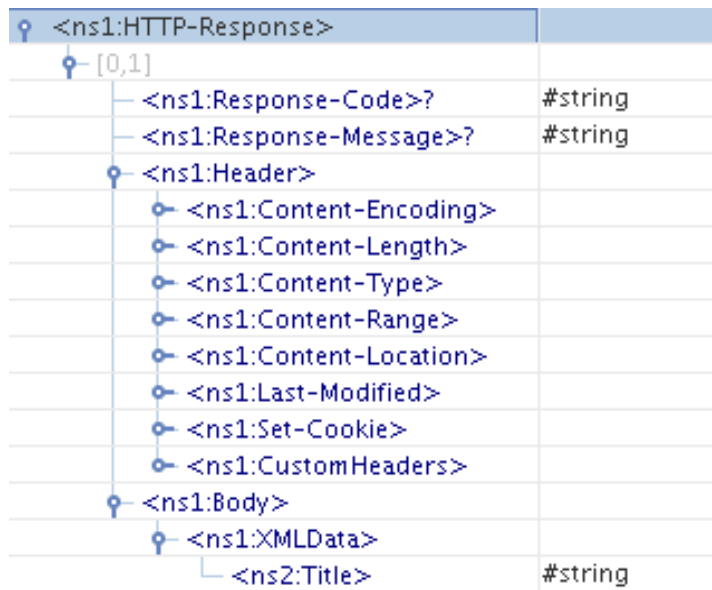 <ns1:HTTP-Response>
[0,1]
<ns1:Response-Code>? #string
<ns1:Response-Message>? #string
<ns1:Header>
<ns1:Content-Encoding>
<ns1:Content-Length>
<ns1:Content-Type>
<ns1:Content-Range>
<ns1:Content-Location>
<ns1:Last-Modified>
<ns1:Set-Cookie>
<ns1:CustomHeaders>
<ns1:Body>
<ns1:XMLData>
<ns2:Title> #string